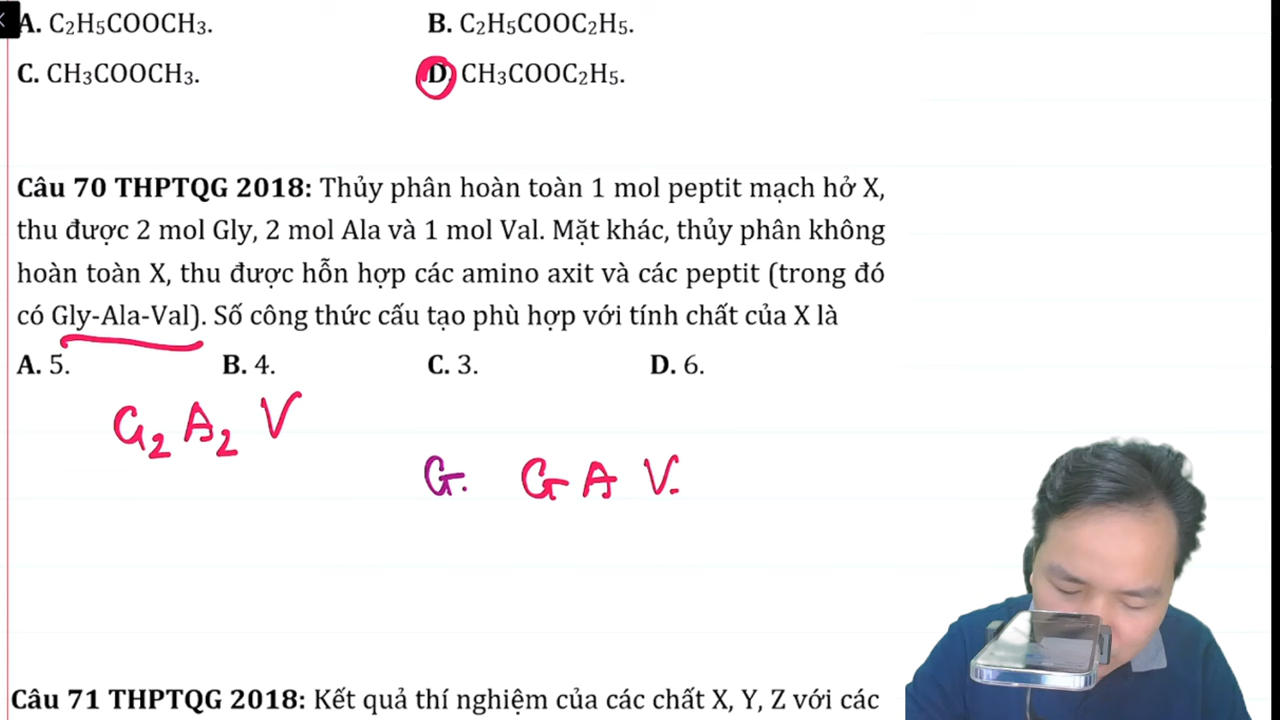 A. C₂H₅COOCH₃.
B. C₂H₅COOC₂H₅.
C. CH₃COOCH₃.
D. CH₃COOC₂H₅.
Câu 70 THPTQG 2018: Thủy phân hoàn toàn 1 mol peptit mạch hở X,
thu được 2 mol Gly, 2 mol Ala và 1 mol Val. Mặt khác, thủy phân không
hoàn toàn X, thu được hỗn hợp các amino axit và các peptit (trong đó
có Gly-Ala-Val). Số công thức cấu tạo phù hợp với tính chất của X là
A. 5.
B. 4.
C. 3.
D. 6.
G₂ A₂ V
G. G A V.
Câu 71 THPTQG 2018: Kết quả thí nghiệm của các chất X, Y, Z với các